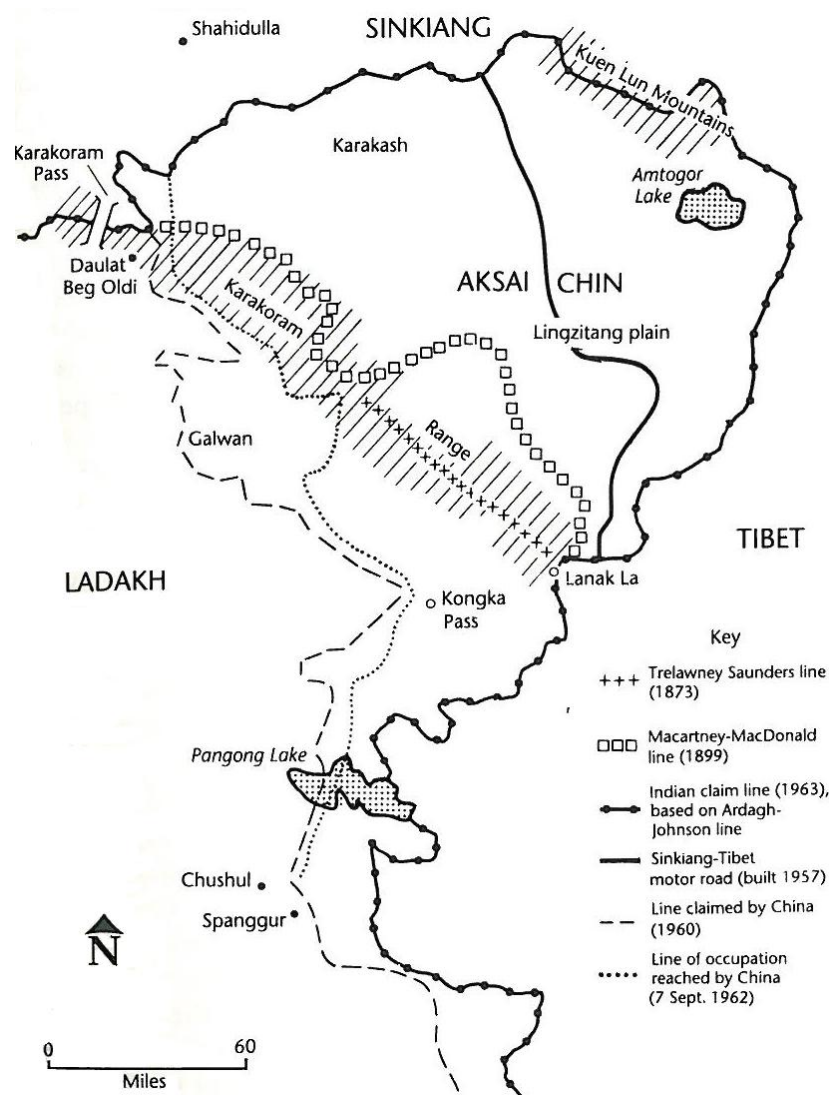 Shahidulla
SINKIANG
Kuen Lun Mountains
Karakash
Karakoram
Pass
Amtogor
Lake
Daulat
Beg Oldi
Karakoram
AKSAI CHIN
Lingzitang plain
Galwan
Range
TIBET
LADAKH
Lanak La
Kongka
Pass
Key
+++ Trelawney Saunders line
(1873)
Macartney-MacDonald
line (1899)
Pangong Lake
Indian claim line (1963),
based on Ardagh-
Johnson line
Sinkiang-Tibet
motor road (built 1957)
Chushul
Spanggur
Line claimed by China
(1960)
N
Line of occupation
reached by China
(7 Sept. 1962)
0 60
Miles